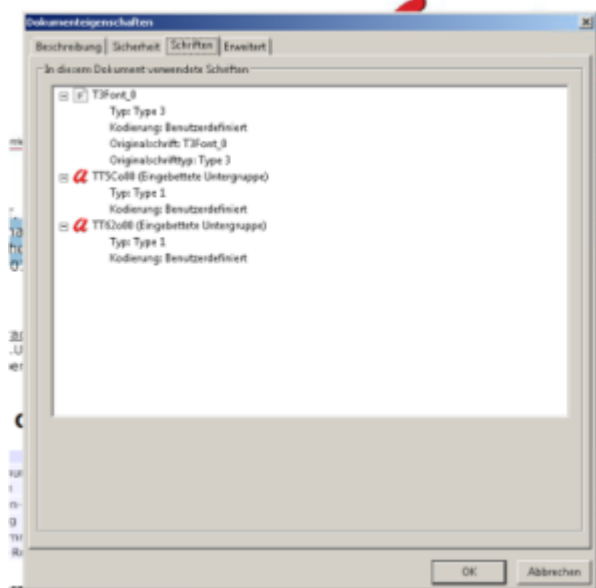 Dokumenteigenschaften
Beschreibung Sicherheit Schriften Erweitert
In diesem Dokument verwendete Schriften
T3Font_0
Typ: Type 3
Kodierung: Benutzerdefiniert
Originalschrift: T3Font_0
Originalschrifttyp: Type 3
TT5Co00 (Eingebettete Untergruppe)
Typ: Type 1
Kodierung: Benutzerdefiniert
TT62o00 (Eingebettete Untergruppe)
Typ: Type 1
Kodierung: Benutzerdefiniert
OK Abbrechen